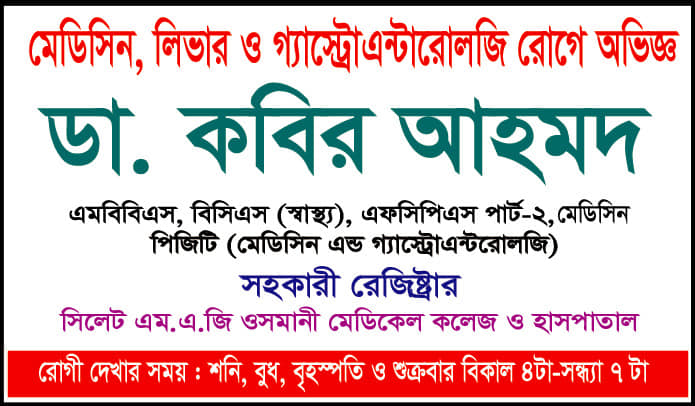 মেডিসিন, লিভার ও গ্যাস্ট্রোএন্টারোলজি রোগে অভিজ্ঞ
ডা. কবির আহমদ
এমবিবিএস, বিসিএস (স্বাস্থ্য), এফসিপিএস পার্ট-২,মেডিসিন
পিজিটি (মেডিসিন এন্ড গ্যাস্ট্রোএন্টরোলজি)
সহকারী রেজিষ্ট্রার
সিলেট এম.এ.জি ওসমানী মেডিকেল কলেজ ও হাসপাতাল
রোগী দেখার সময় : শনি, বুধ, বৃহস্পতি ও শুক্রবার বিকাল ৪টা-সন্ধ্যা ৭ টা